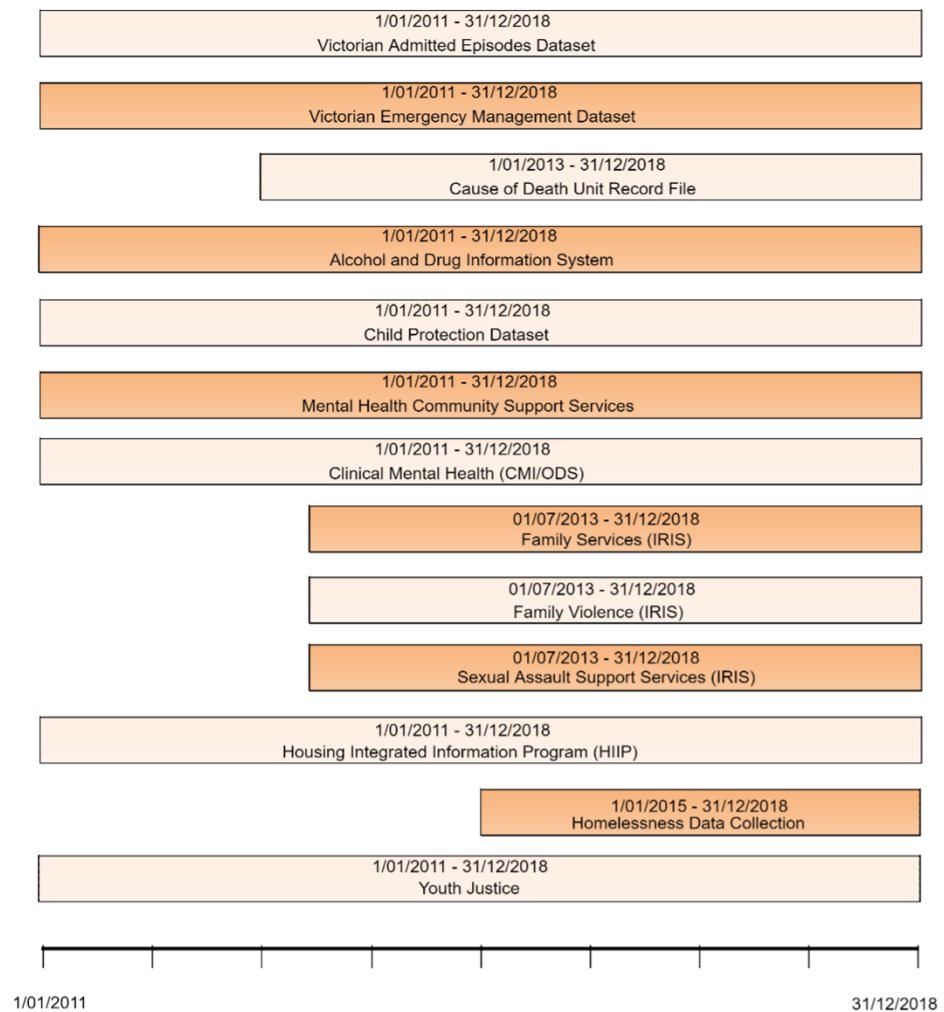 1/01/2011 - 31/12/2018
Victorian Admitted Episodes Dataset
1/01/2011 - 31/12/2018
Victorian Emergency Management Dataset
1/01/2013 - 31/12/2018
Cause of Death Unit Record File
1/01/2011 - 31/12/2018
Alcohol and Drug Information System
1/01/2011 - 31/12/2018
Child Protection Dataset
1/01/2011 - 31/12/2018
Mental Health Community Support Services
1/01/2011 - 31/12/2018
Clinical Mental Health (CMI/ODS)
01/07/2013 - 31/12/2018
Family Services (IRIS)
01/07/2013 - 31/12/2018
Family Violence (IRIS)
01/07/2013 - 31/12/2018
Sexual Assault Support Services (IRIS)
1/01/2011 - 31/12/2018
Housing Integrated Information Program (HIIP)
1/01/2015 - 31/12/2018
Homelessness Data Collection
1/01/2011 - 31/12/2018
Youth Justice
1/01/2011
31/12/2018